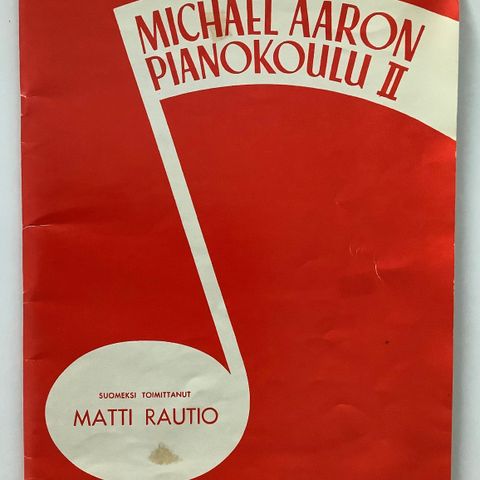 MICHAEL AARON
PIANOKOULU II
SUOMEKSI TOIMITTANUT
MATTI RAUTIO